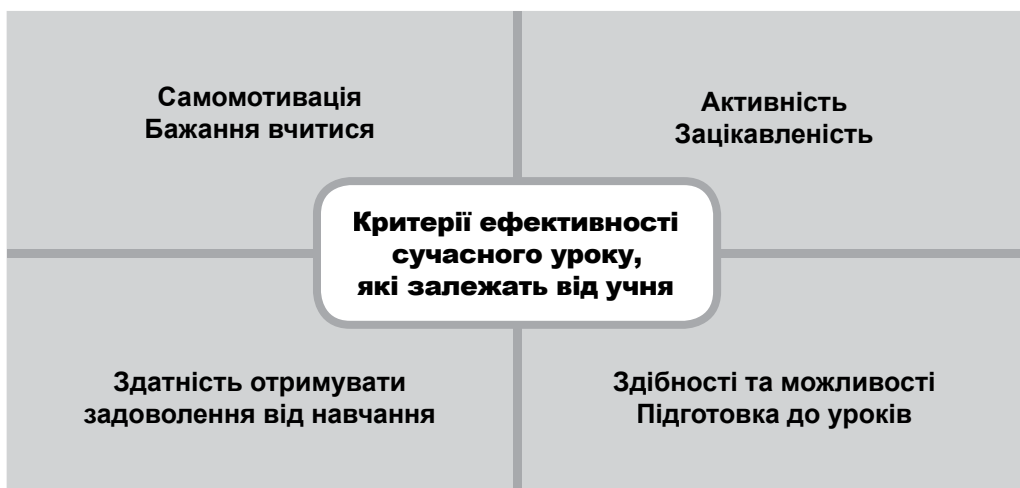 Самомотивація
Бажання вчитися
Активність
Зацікавленість
Критерії ефективності
сучасного уроку,
які залежать від учня
Здатність отримувати
задоволення від навчання
Здібності та можливості
Підготовка до уроків